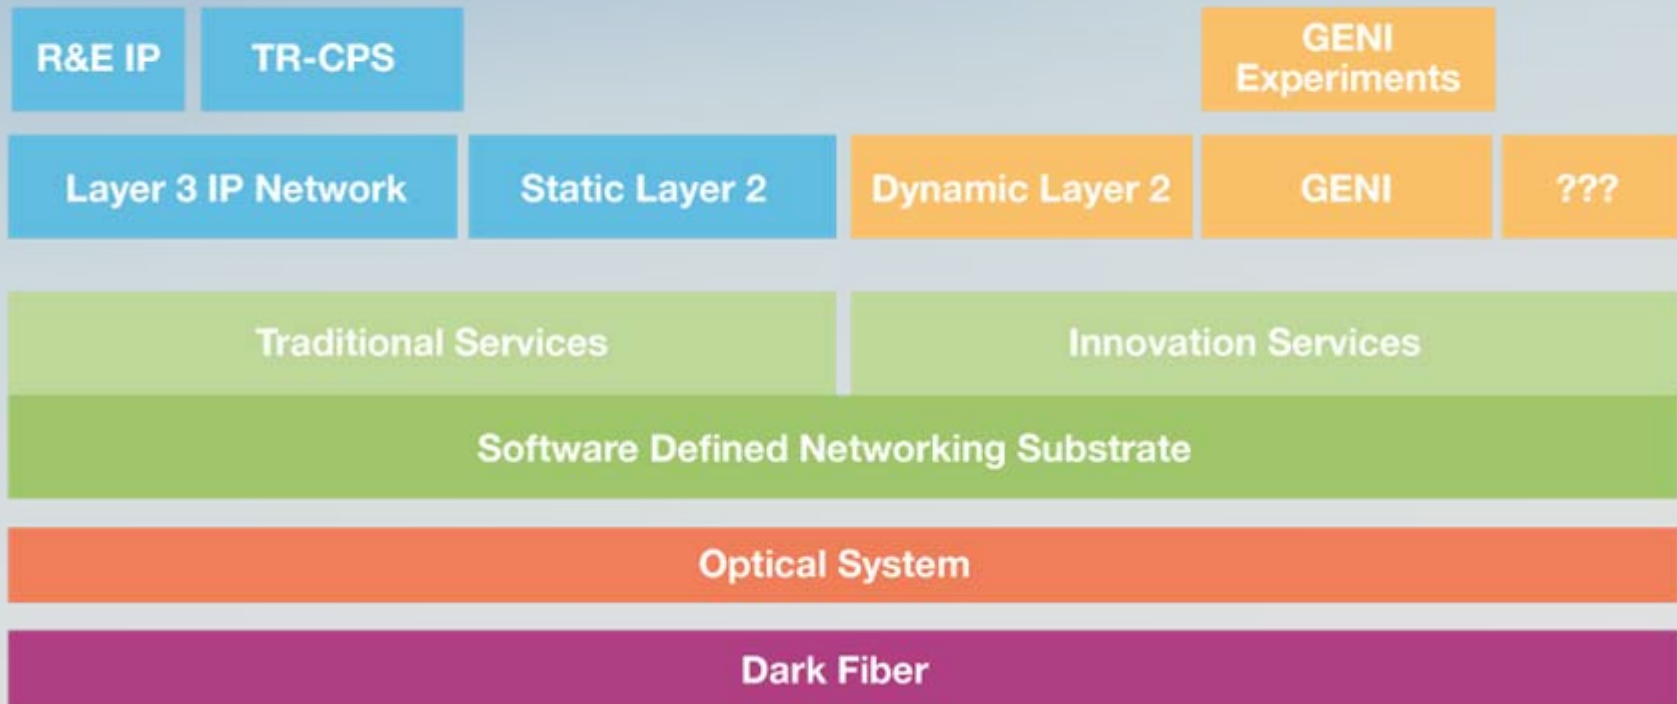 R&E IP
TR-CPS
GENI
Experiments
Layer 3 IP Network
Static Layer 2
Dynamic Layer 2
GENI
???
Traditional Services
Innovation Services
Software Defined Networking Substrate
Optical System
Dark Fiber